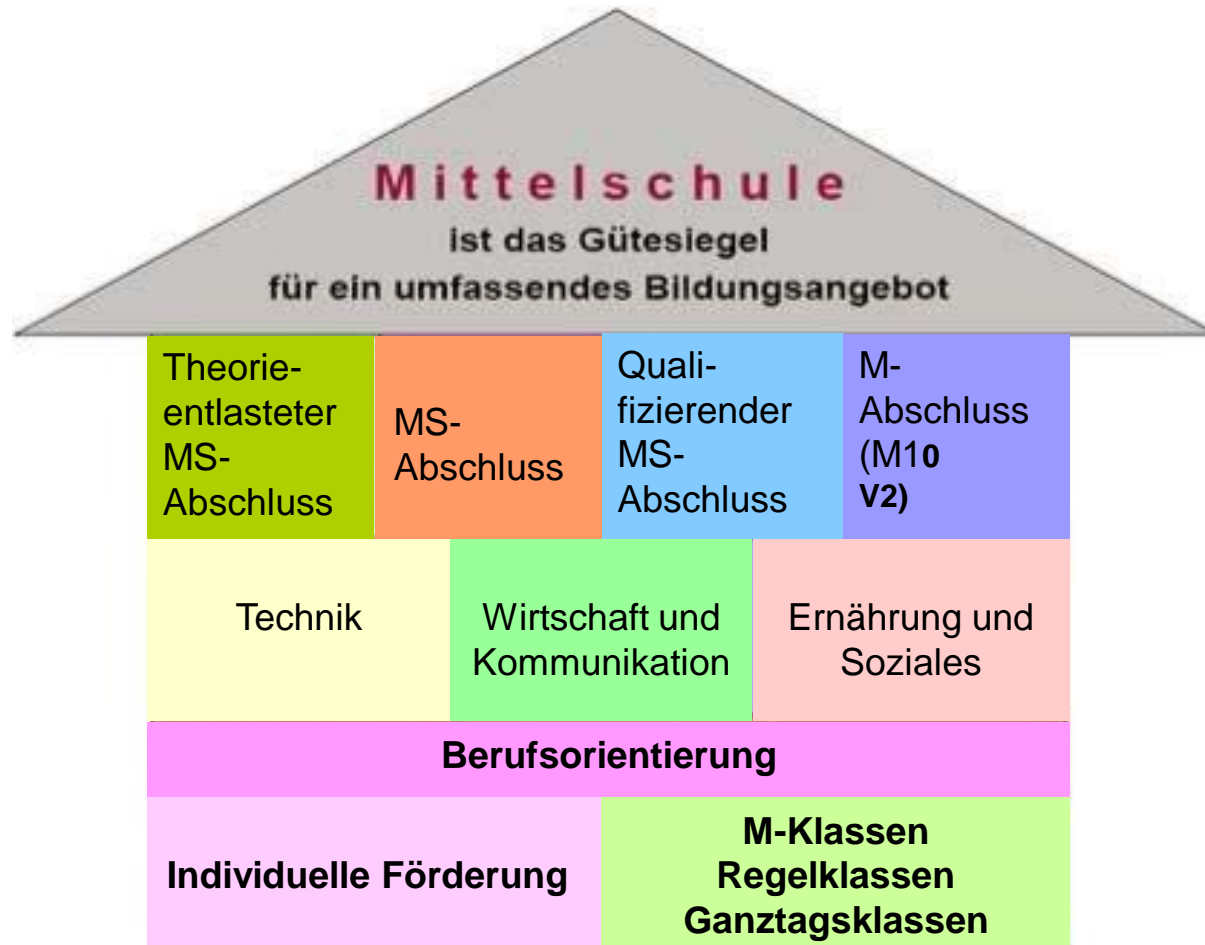 Mittelschule
ist das Gütesiegel
für ein umfassendes Bildungsangebot
Theorie-
entlasteter
MS-
Abschluss
MS-
Abschluss
Quali-
fizierender
MS-
Abschluss
M-
Abschluss
(M10
V2)
Technik
Wirtschaft und
Kommunikation
Ernährung und
Soziales
Berufsorientierung
Individuelle Förderung
M-Klassen
Regelklassen
Ganztagsklassen